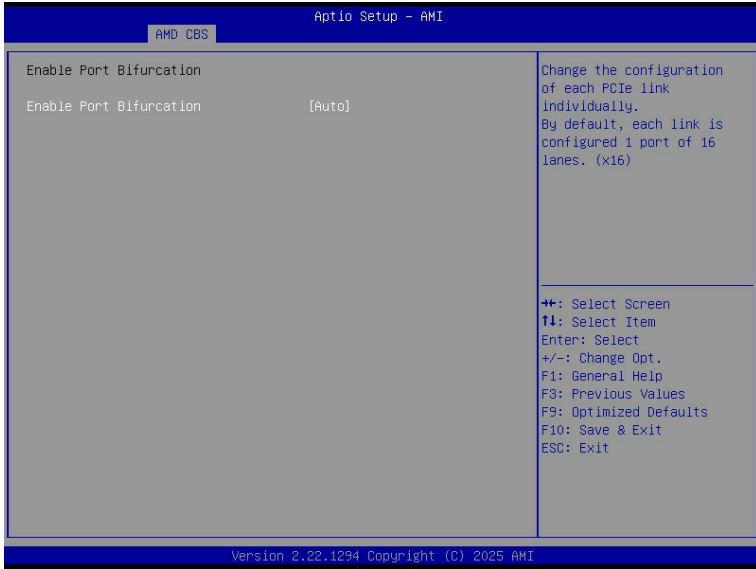 Aptio Setup – AMI
AMD CBS
Enable Port Bifurcation
Enable Port Bifurcation [Auto]
Change the configuration
of each PCIe link
individually.
By default, each link is
configured 1 port of 16
lanes. (x16)
→←: Select Screen
↑↓: Select Item
Enter: Select
+/-: Change Opt.
F1: General Help
F3: Previous Values
F9: Optimized Defaults
F10: Save & Exit
ESC: Exit
Version 2.22.1294 Copyright (C) 2025 AMI